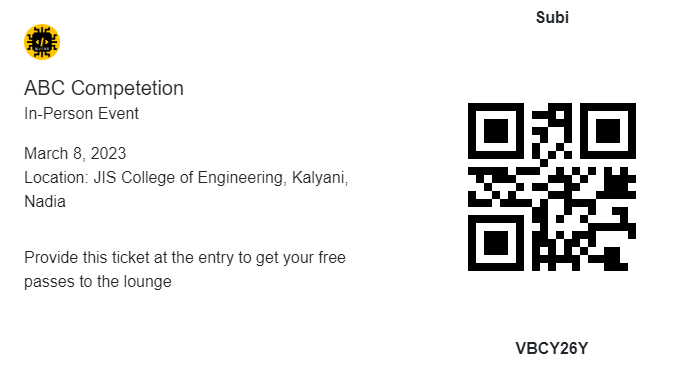 Subi
ABC Competetion
In-Person Event
March 8, 2023
Location: JIS College of Engineering, Kalyani,
Nadia
Provide this ticket at the entry to get your free
passes to the lounge
VBCY26Y